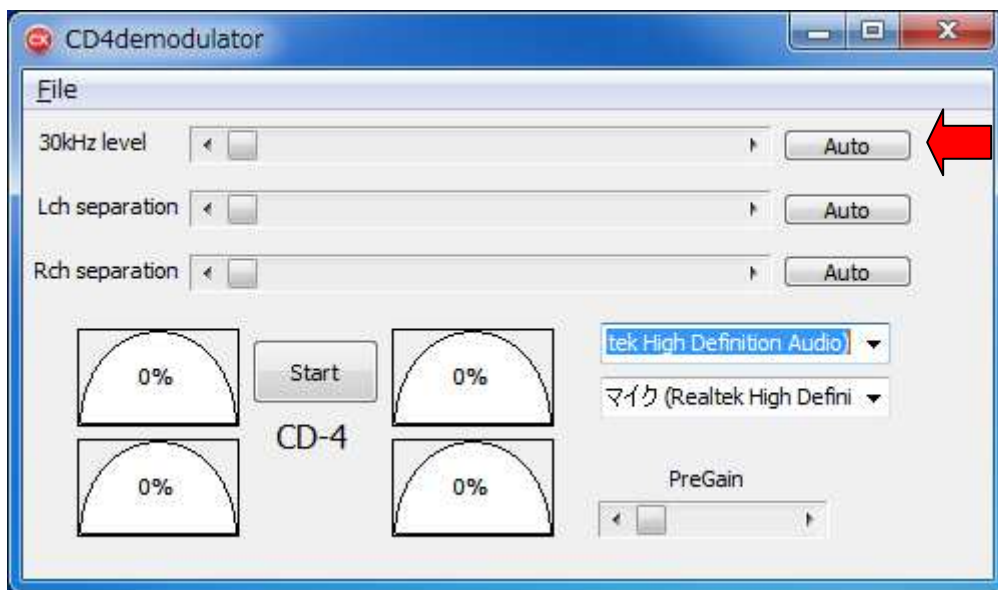 CD4demodulator
File
30kHz level
Auto
Lch separation
Auto
Rch separation
Auto
0%
Start
0%
tek High Definition Audio)
マイク (Realtek High Defini
CD-4
0%
0%
PreGain